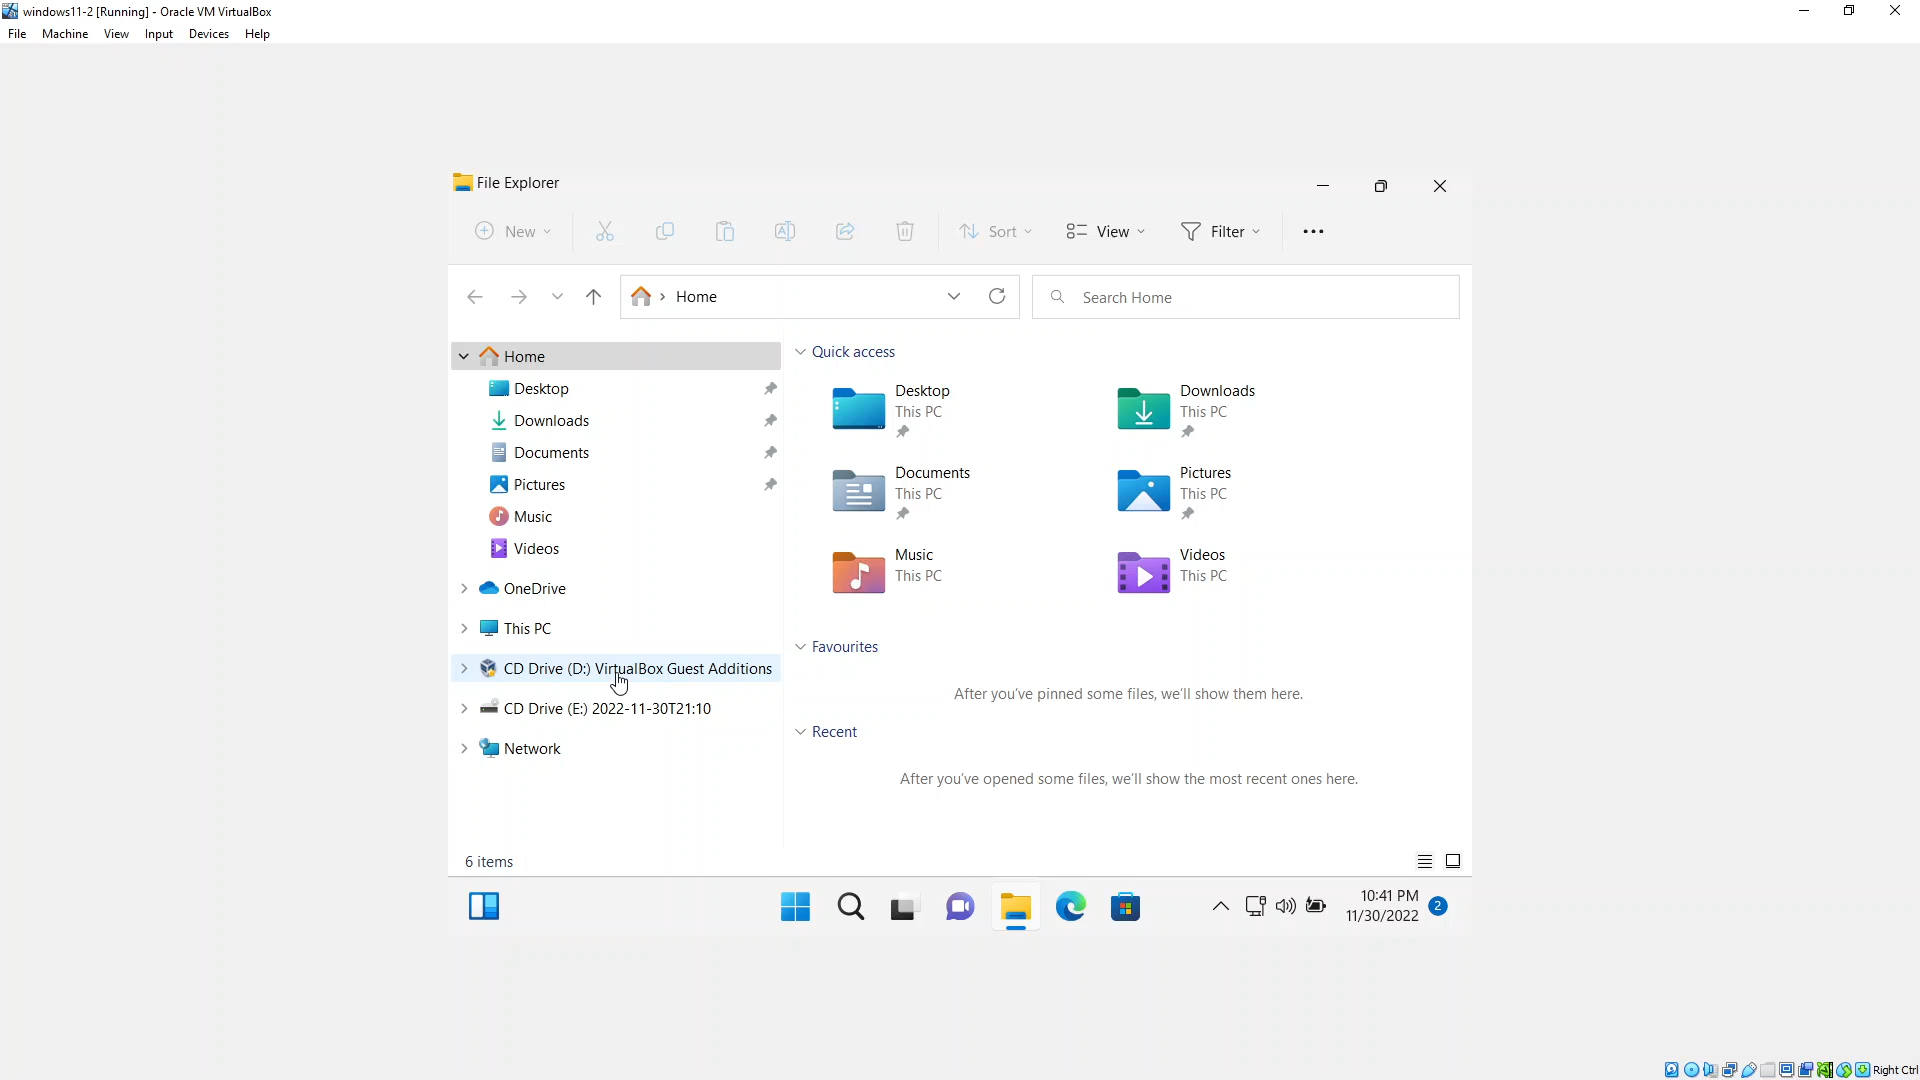 windows11-2 [Running] - Oracle VM VirtualBox
File Machine View Input Devices Help
File Explorer
New Sort View Filter
Home
Search Home
Home
Desktop
Downloads
Documents
Pictures
Music
Videos
OneDrive
This PC
CD Drive (D:) VirtualBox Guest Additions
CD Drive (E:) 2022-11-30T21:10
Network
Quick access
Desktop
This PC
Downloads
This PC
Documents
This PC
Pictures
This PC
Music
This PC
Videos
This PC
Favourites
After you've pinned some files, we'll show them here.
Recent
After you've opened some files, we'll show the most recent ones here.
6 items
10:41 PM
11/30/2022
2
Right Ctrl